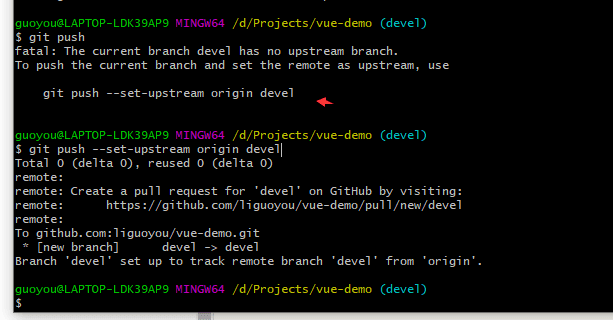 guoyou@LAPTOP-LDK39AP9 MINGW64 /d/Projects/vue-demo (devel)
$ git push
fatal: The current branch devel has no upstream branch.
To push the current branch and set the remote as upstream, use
git push --set-upstream origin devel
guoyou@LAPTOP-LDK39AP9 MINGW64 /d/Projects/vue-demo (devel)
$ git push --set-upstream origin devel
Total 0 (delta 0), reused 0 (delta 0)
remote:
remote: Create a pull request for 'devel' on GitHub by visiting:
remote:      https://github.com/liguoyou/vue-demo/pull/new/devel
remote:
To github.com:liguoyou/vue-demo.git
 * [new branch]      devel -> devel
Branch 'devel' set up to track remote branch 'devel' from 'origin'.
guoyou@LAPTOP-LDK39AP9 MINGW64 /d/Projects/vue-demo (devel)
$